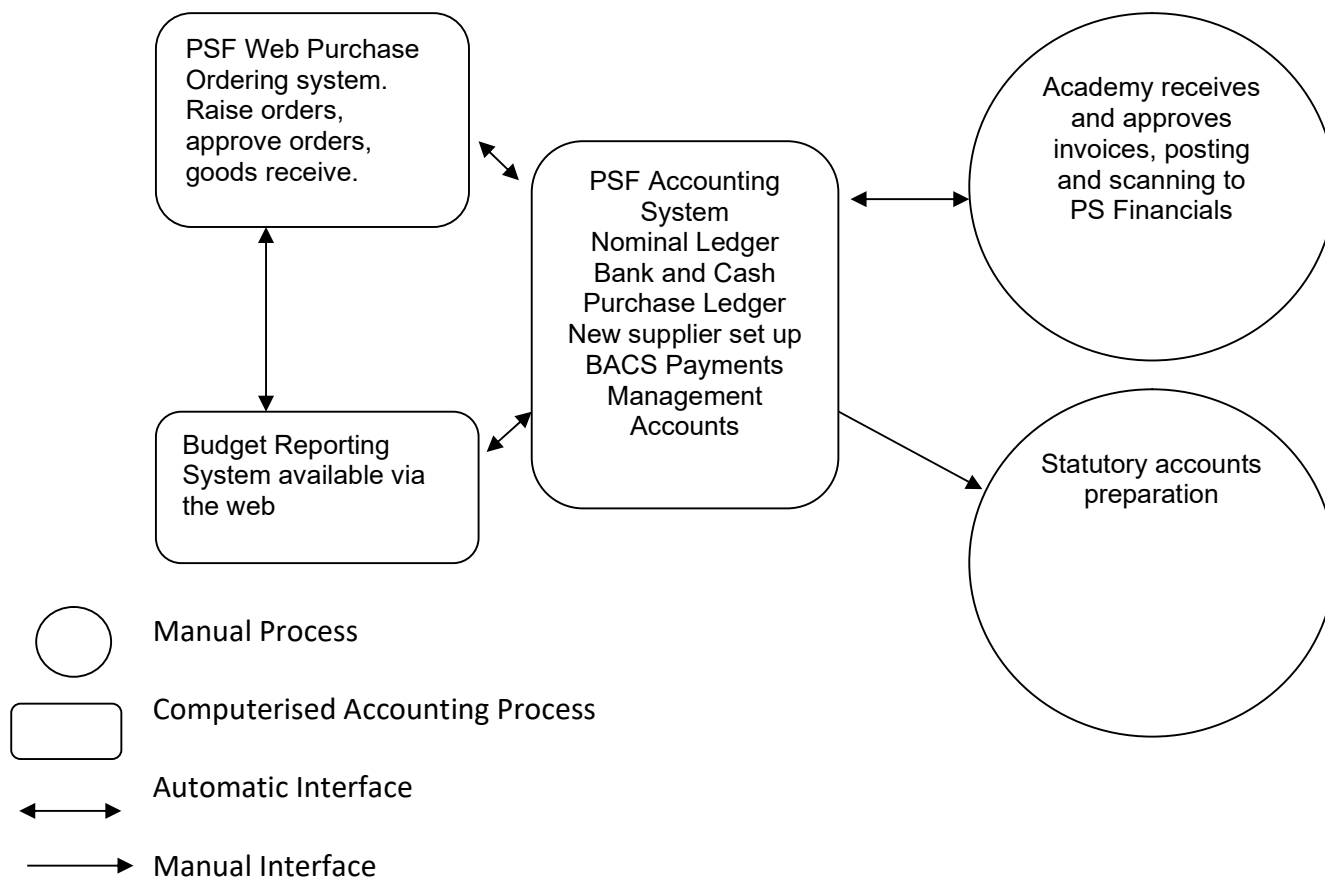 PSF Web Purchase
Ordering system.
Raise orders,
approve orders,
goods receive.
PSF Accounting
System
Nominal Ledger
Bank and Cash
Purchase Ledger
New supplier set up
BACS Payments
Management
Accounts
Academy receives
and approves
invoices, posting
and scanning to
PS Financials
Budget Reporting
System available via
the web
Statutory accounts
preparation
Manual Process
Computerised Accounting Process
Automatic Interface
Manual Interface